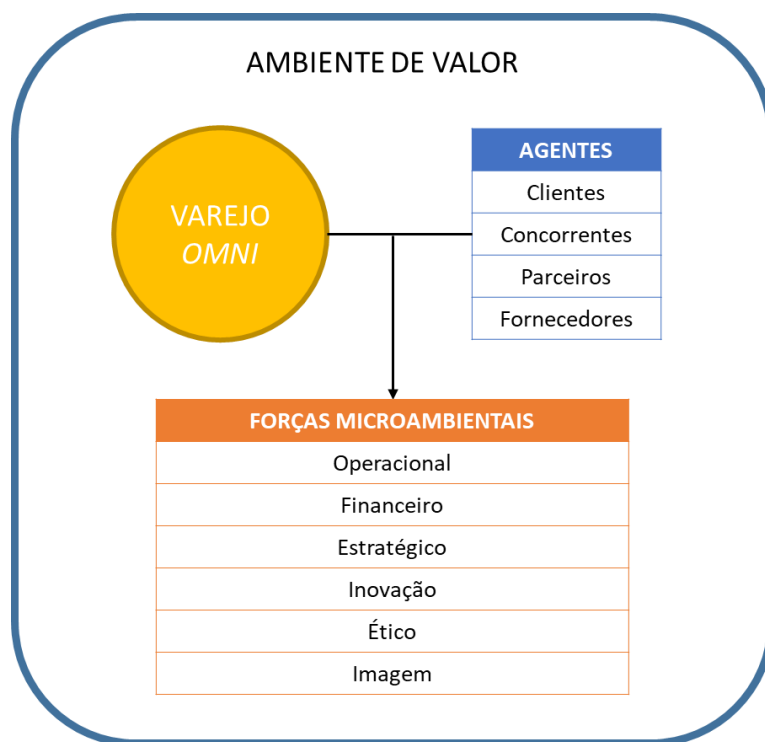 AMBIENTE DE VALOR
VAREJO
OMNI
AGENTES
Clientes
Concorrentes
Parceiros
Fornecedores
FORÇAS MICROAMBIENTAIS
Operacional
Financeiro
Estratégico
Inovação
Ético
Imagem